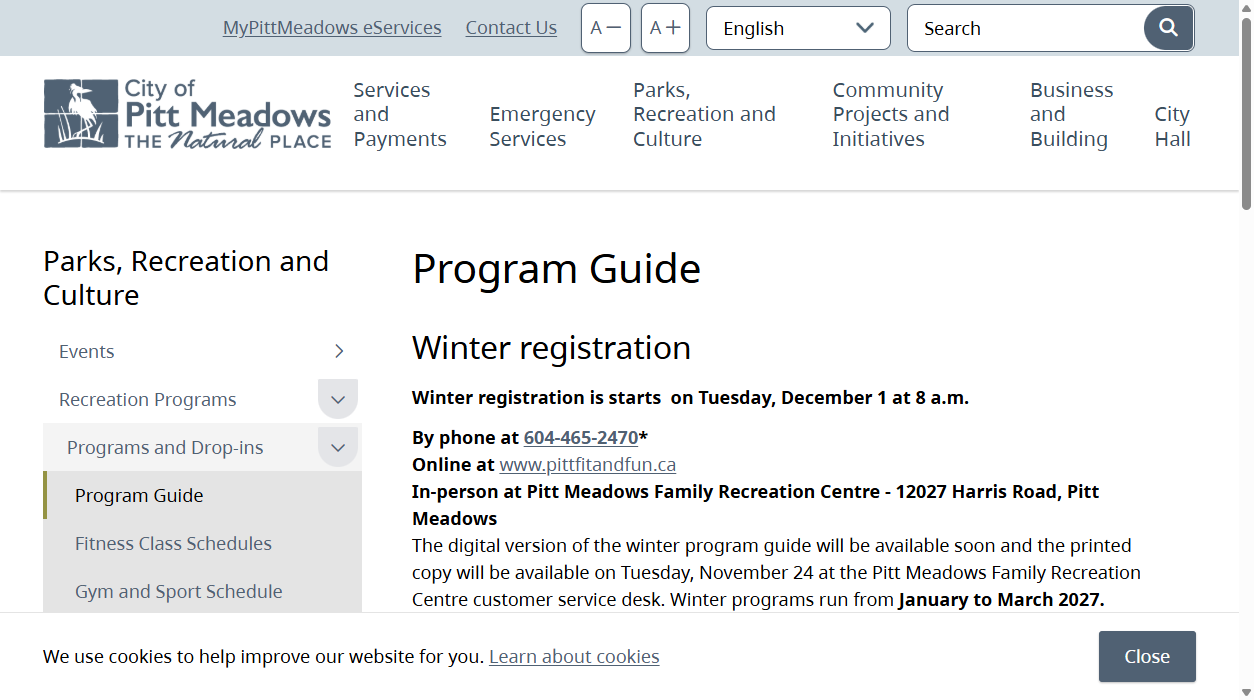 MyPittMeadows eServices
Contact Us
A－
A＋
English
Search
City of
Pitt Meadows
THE Natural PLACE
Services
and
Payments
Emergency
Services
Parks,
Recreation and
Culture
Community
Projects and
Initiatives
Business
and
Building
City
Hall
Parks, Recreation and
Culture
Events
Recreation Programs
Programs and Drop-ins
Program Guide
Fitness Class Schedules
Gym and Sport Schedule
Program Guide
Winter registration
Winter registration is starts  on Tuesday, December 1 at 8 a.m.
By phone at 604-465-2470*
Online at www.pittfitandfun.ca
In-person at Pitt Meadows Family Recreation Centre - 12027 Harris Road, Pitt
Meadows
The digital version of the winter program guide will be available soon and the printed
copy will be available on Tuesday, November 24 at the Pitt Meadows Family Recreation
Centre customer service desk. Winter programs run from January to March 2027.
We use cookies to help improve our website for you. Learn about cookies
Close